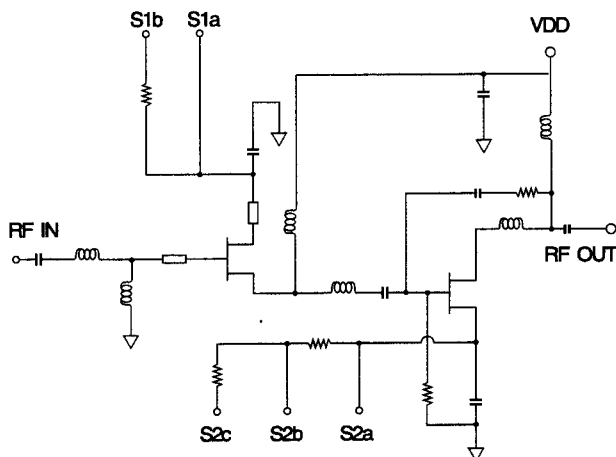 S1b S1a
VDD
RF IN
RF OUT
S2c S2b S2a